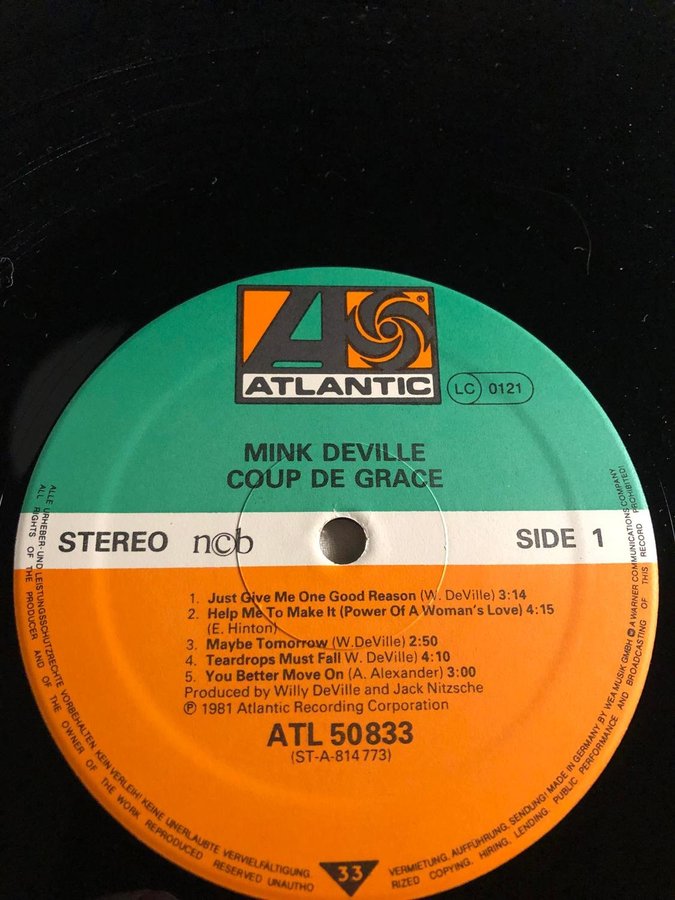 ATLANTIC
®
LC 0121
MINK DEVILLE
COUP DE GRACE
STEREO ncb SIDE 1
1. Just Give Me One Good Reason (W. DeVille) 3:14
2. Help Me To Make It (Power Of A Woman's Love) 4:15
(E. Hinton)
3. Maybe Tomorrow (W.DeVille) 2:50
4. Teardrops Must Fall W. DeVille) 4:10
5. You Better Move On (A. Alexander) 3:00
Produced by Willy DeVille and Jack Nitzsche
℗ 1981 Atlantic Recording Corporation
ATL 50833
(ST-A-814773)
33
ALLE URHEBER- UND LEISTUNGSSCHUTZRECHTE VORBEHALTEN. KEIN VERLEIH! KEINE UNERLAUBTE VERVIELFÄLTIGUNG. VERMIETUNG, AUFFÜHRUNG, SENDUNG! MADE IN GERMANY BY WEA MUSIK GMBH A WARNER COMMUNICATIONS COMPANY
ALL RIGHTS OF THE PRODUCER AND OF THE OWNER OF THE WORK REPRODUCED RESERVED UNAUTHORIZED COPYING, HIRING, LENDING PUBLIC PERFORMANCE AND BROADCASTING OF THIS RECORD PROHIBITED!